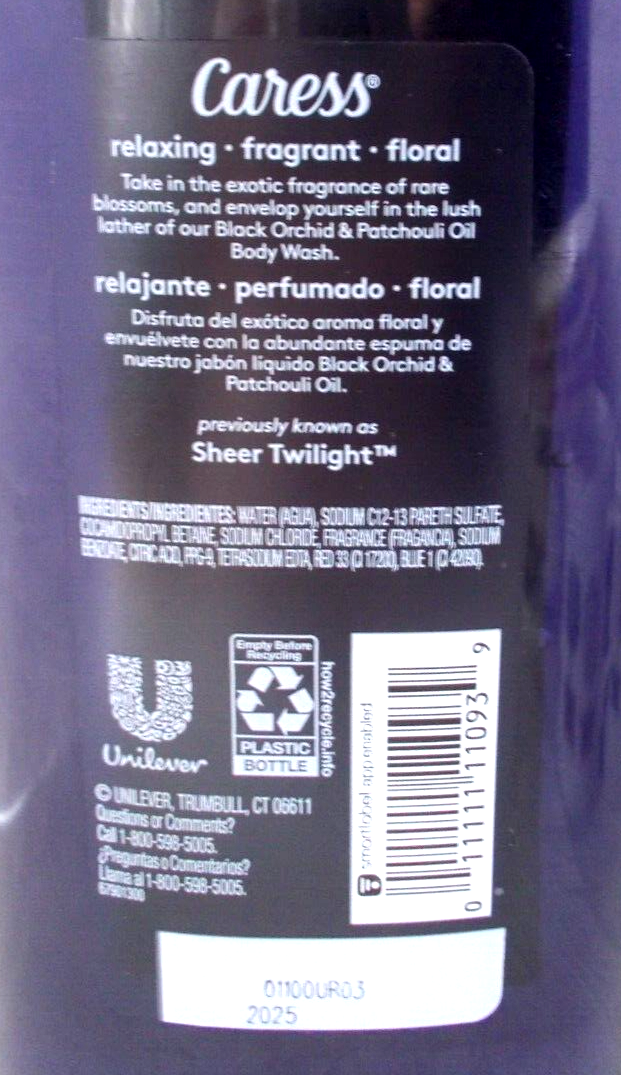 Caress®
relaxing · fragrant · floral
Take in the exotic fragrance of rare
blossoms, and envelop yourself in the lush
lather of our Black Orchid & Patchouli Oil
Body Wash.
relajante · perfumado · floral
Disfruta del exótico aroma floral y
envuélvete con la abundante espuma de
nuestro jabón líquido Black Orchid &
Patchouli Oil.
previously known as
Sheer Twilight™
INGREDIENTS/INGREDIENTES: WATER (AGUA), SODIUM C12-13 PARETH SULFATE,
COCAMIDOPROPYL BETAINE, SODIUM CHLORIDE, FRAGRANCE (FRAGANCIA), SODIUM
BENZOATE, CITRIC ACID, PPG-9, TETRASODIUM EDTA, RED 33 (CI 17200), BLUE 1 (CI 42090).
Unilever
Empty Before
Recycling
PLASTIC
BOTTLE
how2recycle.info
smartlabel app enabled
0 11111 11093 9
© UNILEVER, TRUMBULL, CT 06611
Questions or Comments?
Call 1-800-598-5005.
¿Preguntas o Comentarios?
Llama al 1-800-598-5005.
67901300
01100UR03
2025